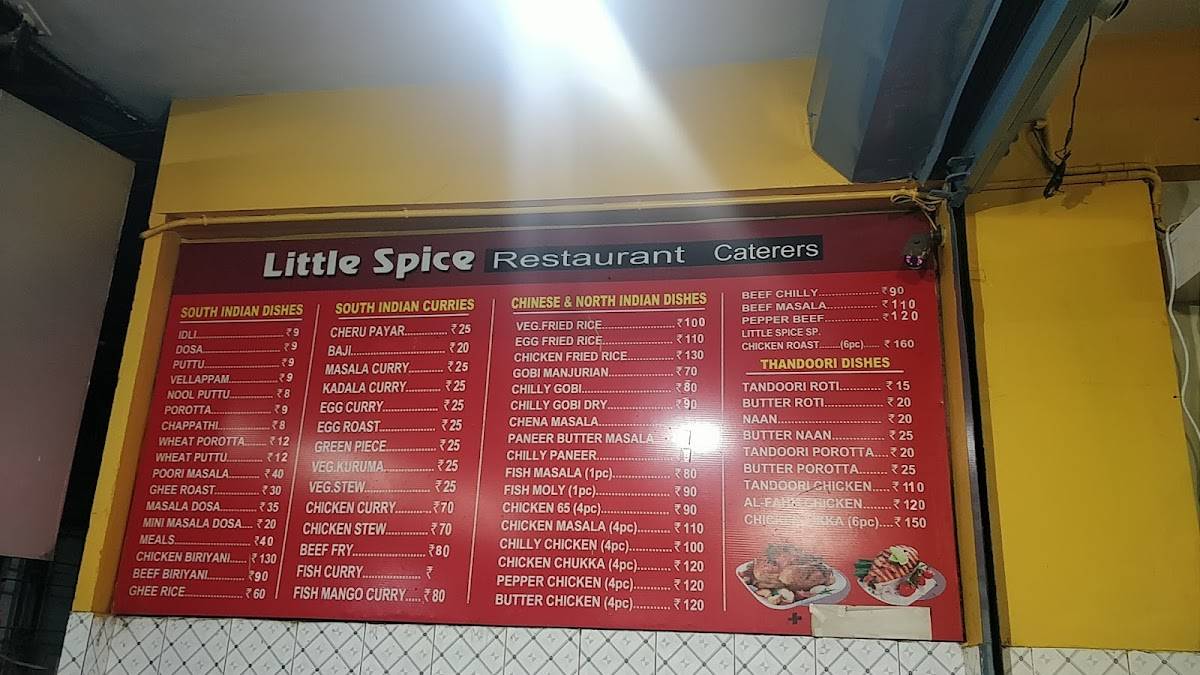 Little Spice Restaurant Caterers
SOUTH INDIAN DISHES
IDLI.......................₹9
DOSA.......................₹9
PUTTU.......................₹9
VELLAPPAM............₹9
NOOL PUTTU............₹8
POROTTA...................₹9
CHAPPATHI..............₹8
WHEAT POROTTA.......₹12
WHEAT PUTTU............₹12
POORI MASALA..........₹40
GHEE ROAST.............₹30
MASALA DOSA...........₹35
MINI MASALA DOSA....₹20
MEALS.......................₹40
CHICKEN BIRIYANI.....₹130
BEEF BIRIYANI...........₹90
GHEE RICE.....................₹60
SOUTH INDIAN CURRIES
CHERU PAYAR.............₹25
BAJI.............................₹20
MASALA CURRY..........₹25
KADALA CURRY..........₹25
EGG CURRY.................₹25
EGG ROAST.................₹25
GREEN PIECE...............₹25
VEG.KURUMA...............₹25
VEG.STEW....................₹25
CHICKEN CURRY..........₹70
CHICKEN STEW............₹70
BEEF FRY.....................₹80
FISH CURRY.................₹
FISH MANGO CURRY....₹80
CHINESE & NORTH INDIAN DISHES
VEG.FRIED RICE.......................₹100
EGG FRIED RICE.......................₹110
CHICKEN FRIED RICE...............₹130
GOBI MANJURIAN....................₹70
CHILLY GOBI............................₹80
CHILLY GOBI DRY....................₹90
CHENA MASALA
PANEER BUTTER MASALA
CHILLY PANEER
FISH MASALA (1pc)..................₹80
FISH MOLY (1pc).......................₹90
CHICKEN 65 (4pc)....................₹90
CHICKEN MASALA (4pc)..........₹110
CHILLY CHICKEN (4pc)............₹100
CHICKEN CHUKKA (4pc)..........₹120
PEPPER CHICKEN (4pc)...........₹120
BUTTER CHICKEN (4pc)...........₹120
BEEF CHILLY..................₹90
BEEF MASALA................₹110
PEPPER BEEF................₹120
LITTLE SPICE SP.
CHICKEN ROAST........(6pc)..... ₹160
THANDOORI DISHES
TANDOORI ROTI...........₹15
BUTTER ROTI...............₹20
NAAN............................₹20
BUTTER NAAN..............₹25
TANDOORI POROTTA....₹20
BUTTER POROTTA........₹25
TANDOORI CHICKEN.....₹110
AL-FAHM CHICKEN........₹120
CHICKEN CHUKKA (6pc)....₹150